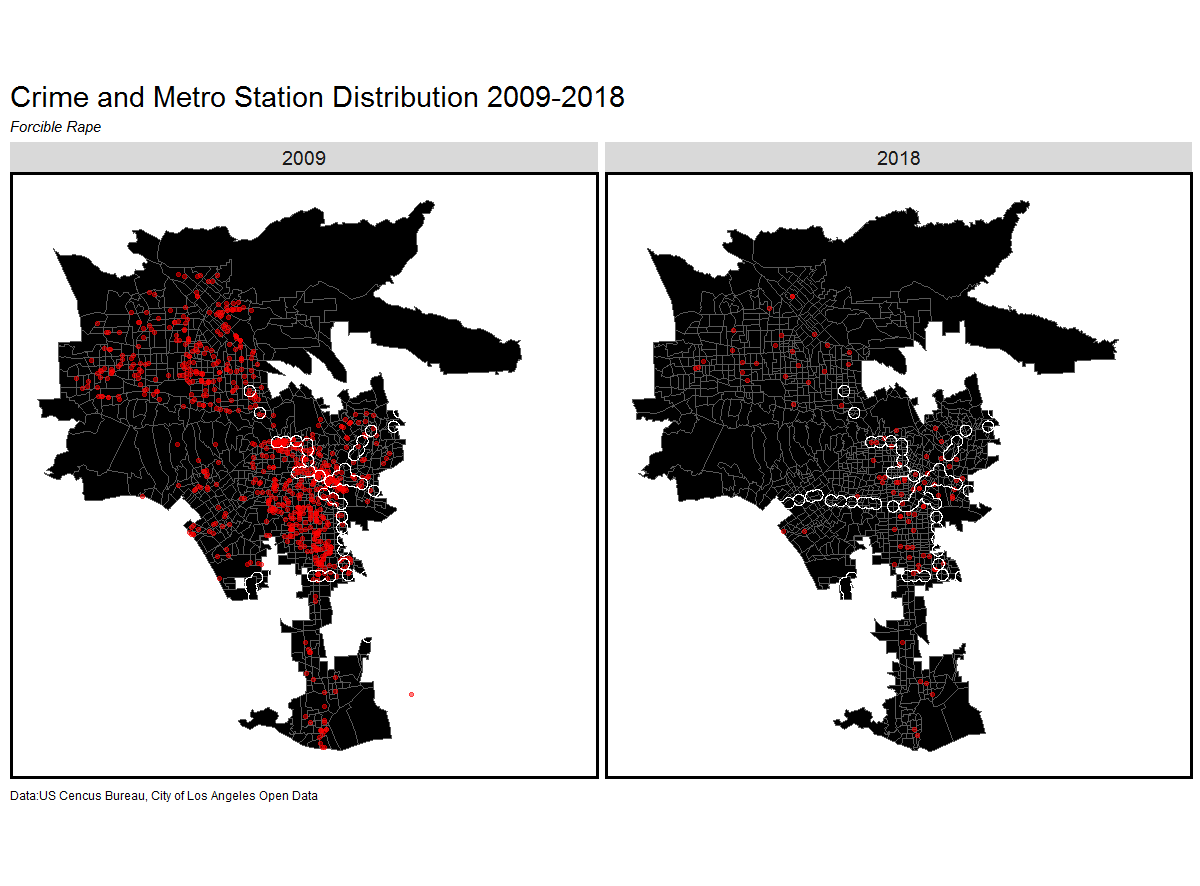 Crime and Metro Station Distribution 2009-2018
Forcible Rape
2009
2018
Data:US Cencus Bureau, City of Los Angeles Open Data